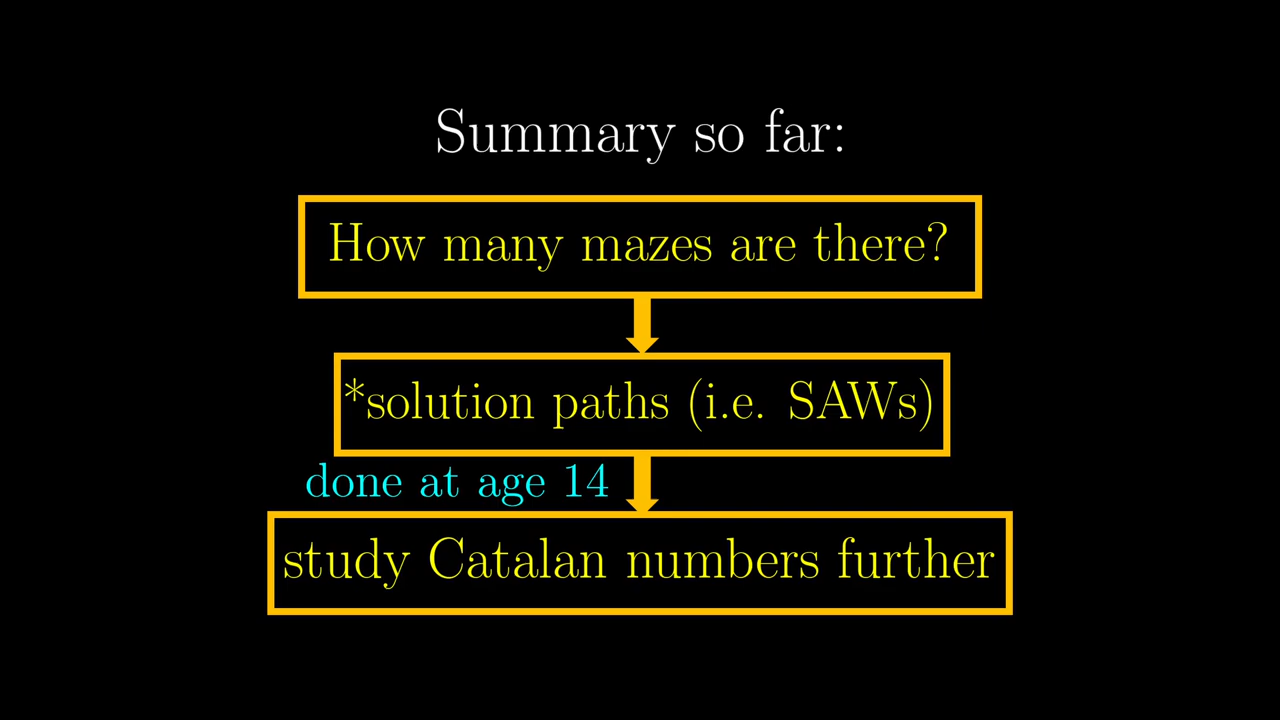 Summary so far:
How many mazes are there?
*solution paths (i.e. SAWs)
done at age 14
study Catalan numbers further